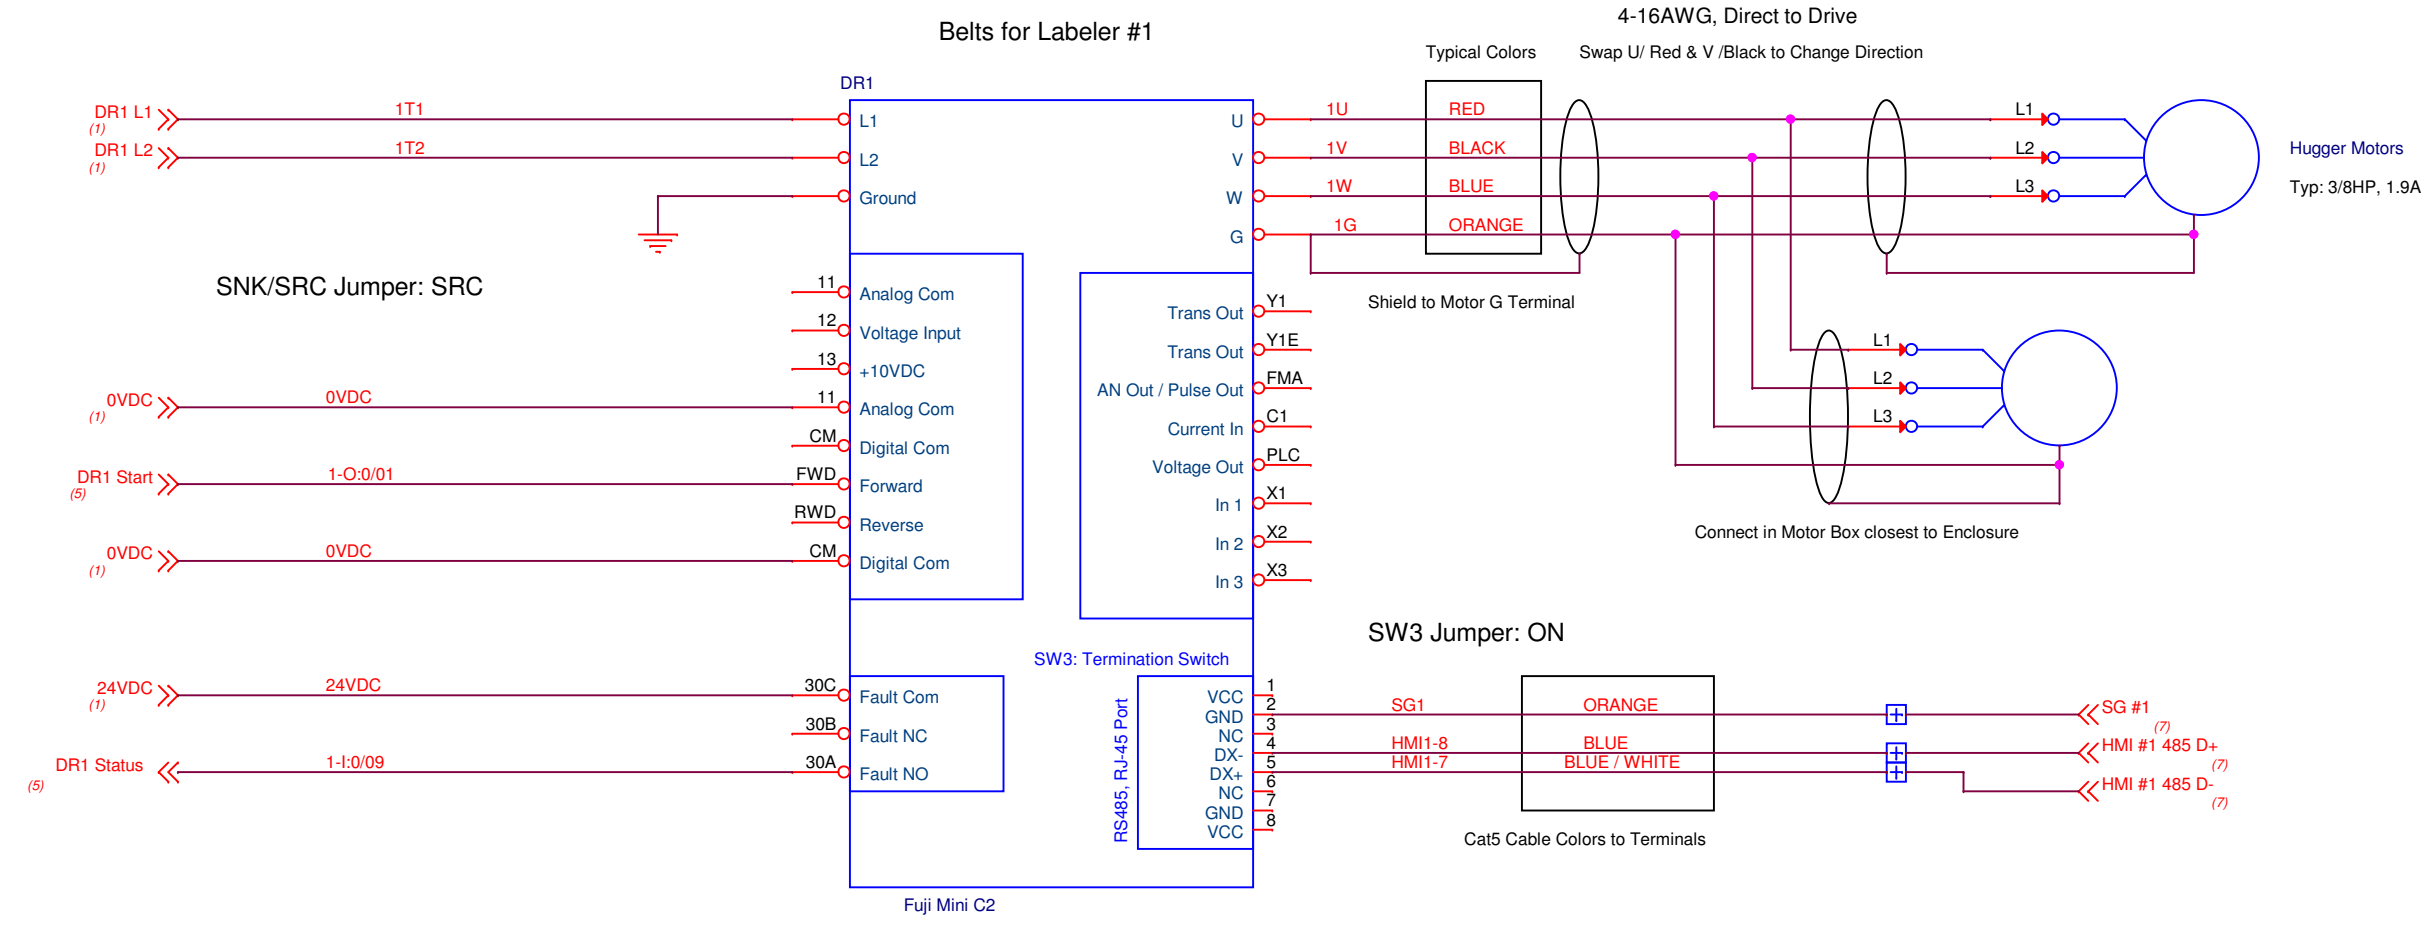 4-16AWG, Direct to Drive
Belts for Labeler #1
Typical Colors
Swap U/ Red & V /Black to Change Direction
DR1
DR1 L1
(1)
1T1
L1
U
1U
RED
L1
DR1 L2
(1)
1T2
L2
V
1V
BLACK
L2
Hugger Motors
Ground
W
1W
BLUE
L3
Typ: 3/8HP, 1.9A
G
1G
ORANGE
SNK/SRC Jumper: SRC
Shield to Motor G Terminal
11
Analog Com
12
Voltage Input
13
+10VDC
0VDC
(1)
0VDC
11
Analog Com
CM
Digital Com
DR1 Start
(5)
1-O:0/01
FWD
Forward
RWD
Reverse
0VDC
(1)
0VDC
CM
Digital Com
Trans Out
Y1
Trans Out
Y1E
AN Out / Pulse Out
FMA
Current In
C1
Voltage Out
PLC
In 1
X1
In 2
X2
In 3
X3
L1
L2
L3
Connect in Motor Box closest to Enclosure
SW3 Jumper: ON
SW3: Termination Switch
24VDC
(1)
24VDC
30C
Fault Com
30B
Fault NC
DR1 Status
(5)
1-I:0/09
30A
Fault NO
RS485, RJ-45 Port
VCC
1
GND
2
NC
3
DX-
4
DX+
5
NC
6
GND
7
VCC
8
SG1
ORANGE
SG #1
(7)
HMI1-8
BLUE
HMI #1 485 D+
(7)
HMI1-7
BLUE / WHITE
HMI #1 485 D-
(7)
Cat5 Cable Colors to Terminals
Fuji Mini C2